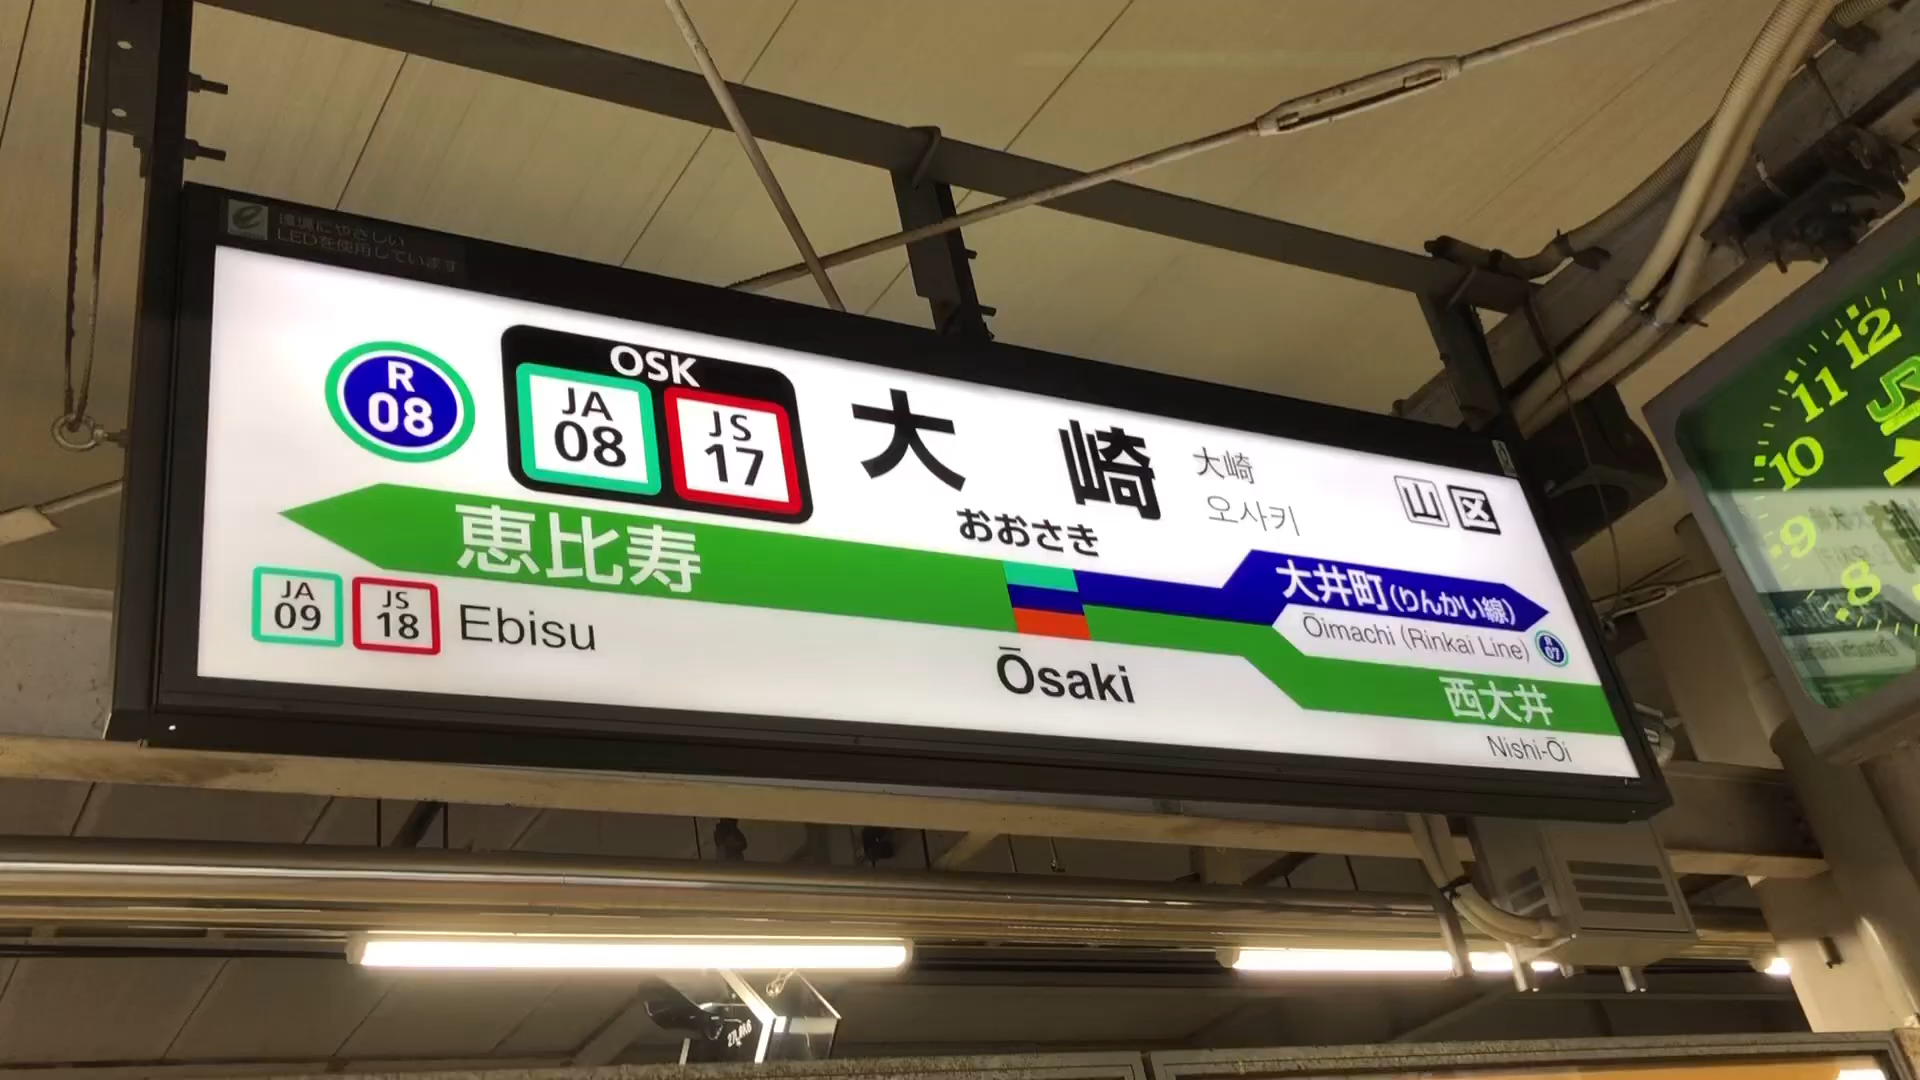 環境にやさしい
LEDを使用しています
R
08
OSK
JA
08
JS
17
大崎
おおさき
大崎
오사키
山 区
恵比寿
JA
09
JS
18
Ebisu
Ōsaki
大井町(りんかい線)
Ōimachi (Rinkai Line)
R
07
西大井
Nishi-Ōi
12
11
10
9
8
JR